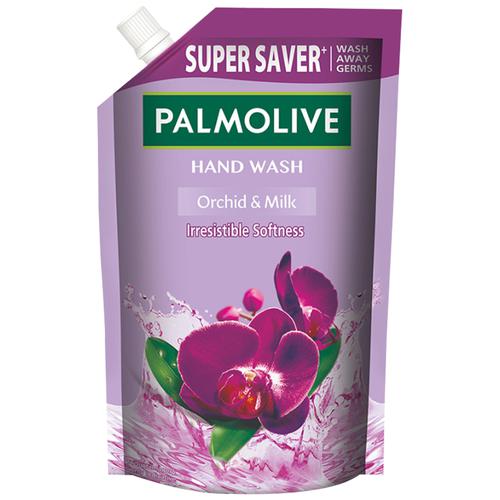 SUPER SAVER+
WASH
AWAY
GERMS
PALMOLIVE
HAND WASH
Orchid & Milk
Irresistible Softness